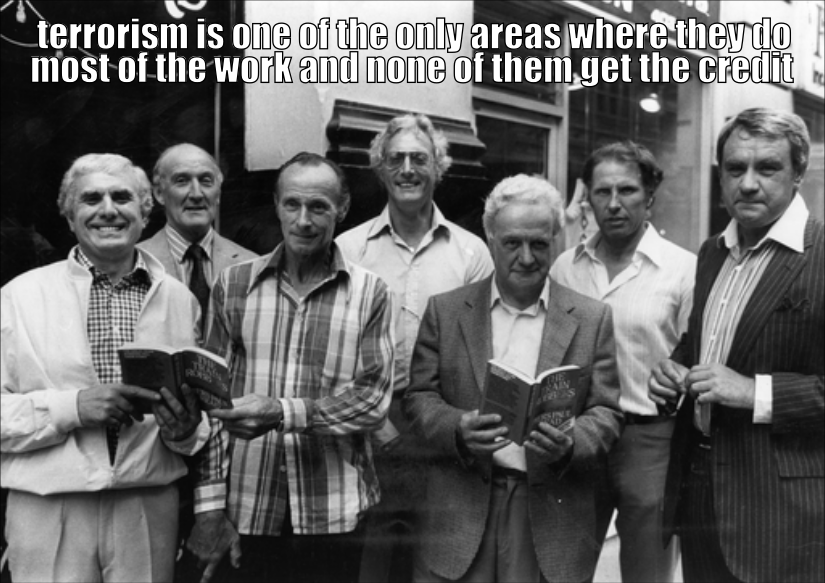 terrorism is one of the only areas where they do
most of the work and none of them get the credit